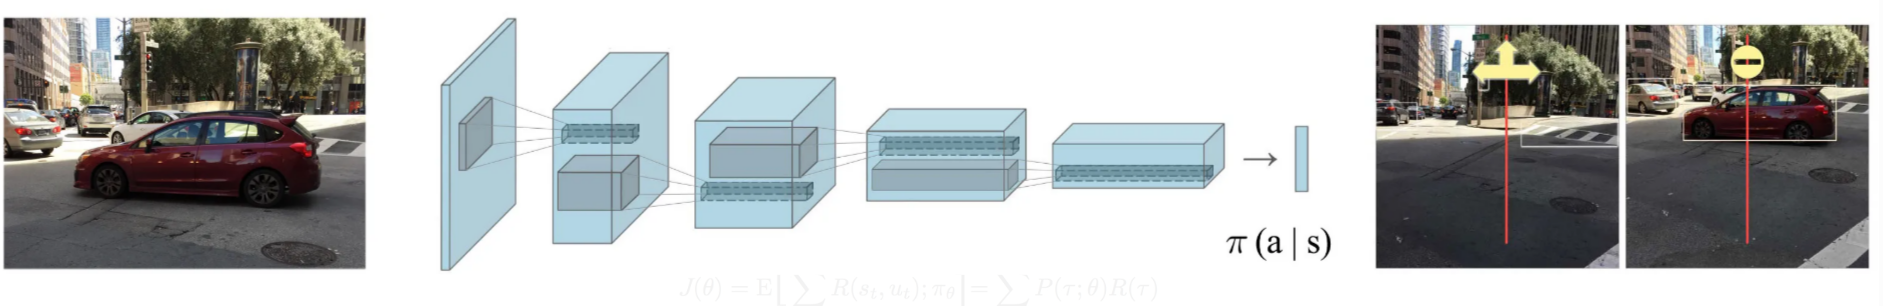 π (a | s)
J(θ) = E[∑ R(s_t, u_t); π_θ] = ∑ P(τ; θ)R(τ)